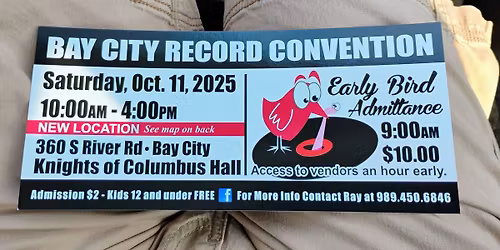 BAY CITY RECORD CONVENTION
Saturday, Oct. 11, 2025
10:00AM - 4:00PM
NEW LOCATION See map on back
360 S River Rd • Bay City
Knights of Columbus Hall
Early Bird
Admittance
9:00AM
$10.00
Access to vendors an hour early.
Admission $2 - Kids 12 and under FREE f For More Info Contact Ray at 989.450.6846